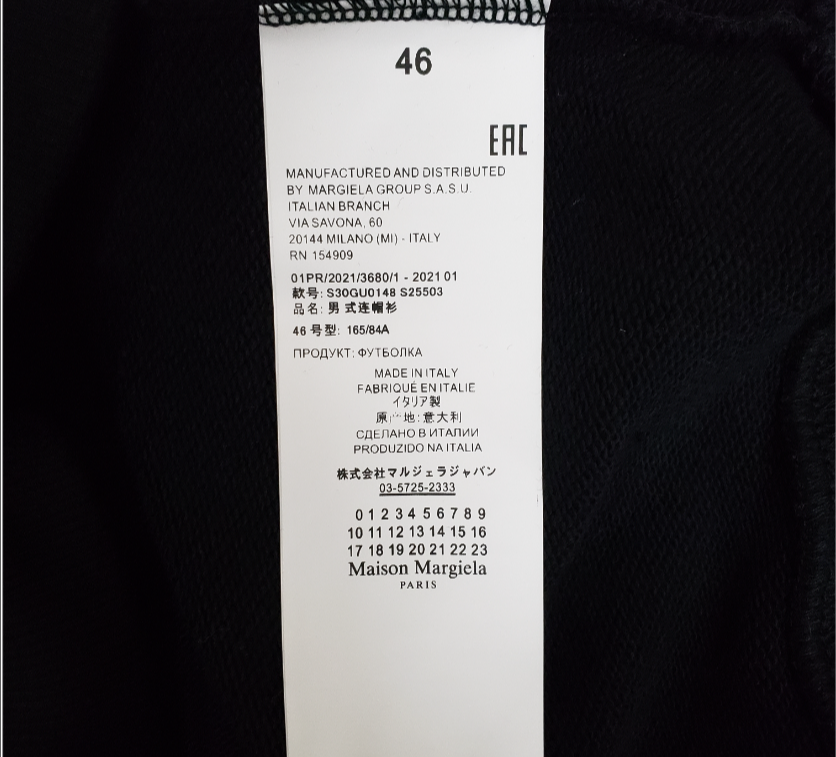 46
EAC
MANUFACTURED AND DISTRIBUTED
BY MARGIELA GROUP S.A.S.U.
ITALIAN BRANCH
VIA SAVONA, 60
20144 MILANO (MI) - ITALY
RN 154909
01PR/2021/3680/1 - 2021 01
款号: S30GU0148 S25503
品名: 男 式连帽衫
46 号型: 165/84A
ПРОДУКТ: ФУТБОЛКА
MADE IN ITALY
FABRIQUÉ EN ITALIE
イタリア製
原产地: 意大利
СДЕЛАНО В ИТАЛИИ
PRODUZIDO NA ITALIA
株式会社マルジェラジャパン
03-5725-2333
0 1 2 3 4 5 6 7 8 9
10 11 12 13 14 15 16
17 18 19 20 21 22 23
Maison Margiela
PARIS